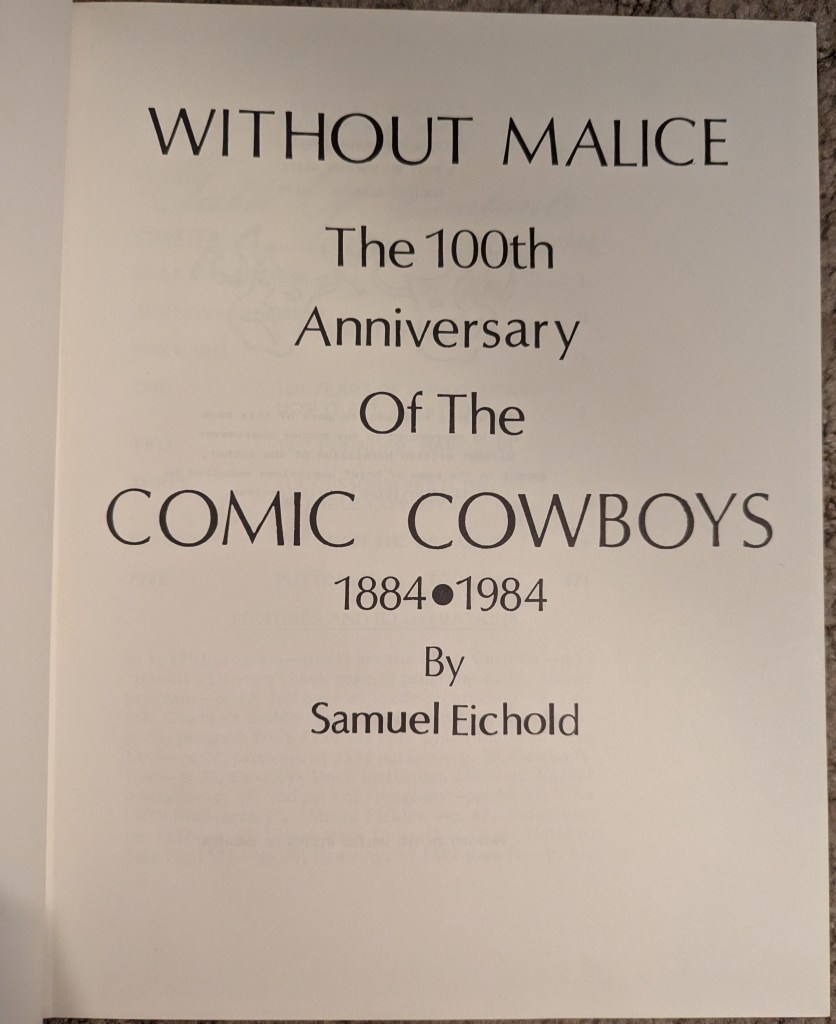 WITHOUT MALICE
The 100th
Anniversary
Of The
COMIC COWBOYS
1884•1984
By
Samuel Eichold